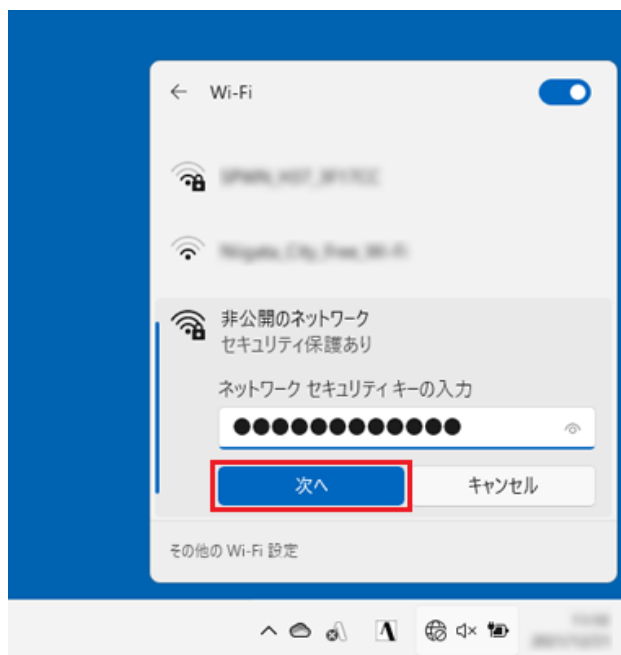 Wi-Fi
非公開のネットワーク
セキュリティ保護あり
ネットワーク セキュリティ キーの入力
●●●●●●●●●●●●
次へ
キャンセル
その他の Wi-Fi 設定
A